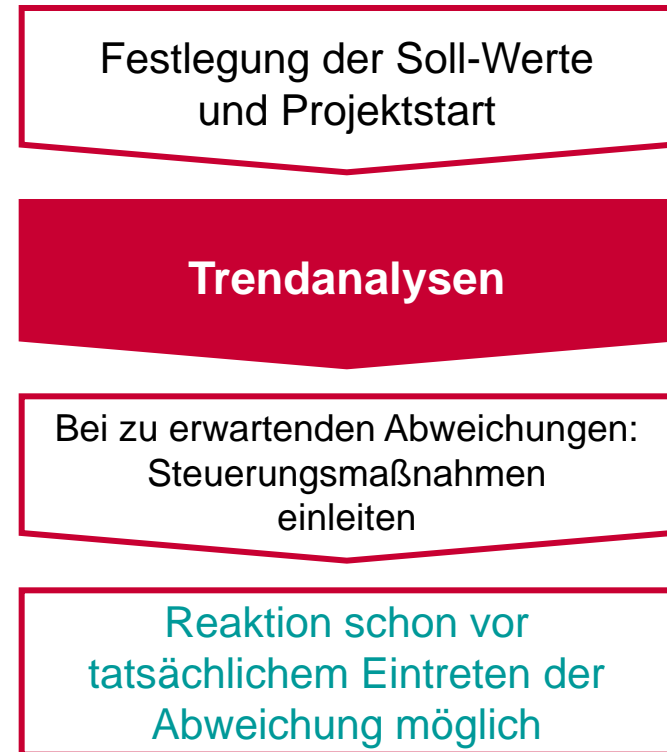 Festlegung der Soll-Werte
und Projektstart
Trendanalysen
Bei zu erwartenden Abweichungen:
Steuerungsmaßnahmen
einleiten
Reaktion schon vor
tatsächlichem Eintreten der
Abweichung möglich